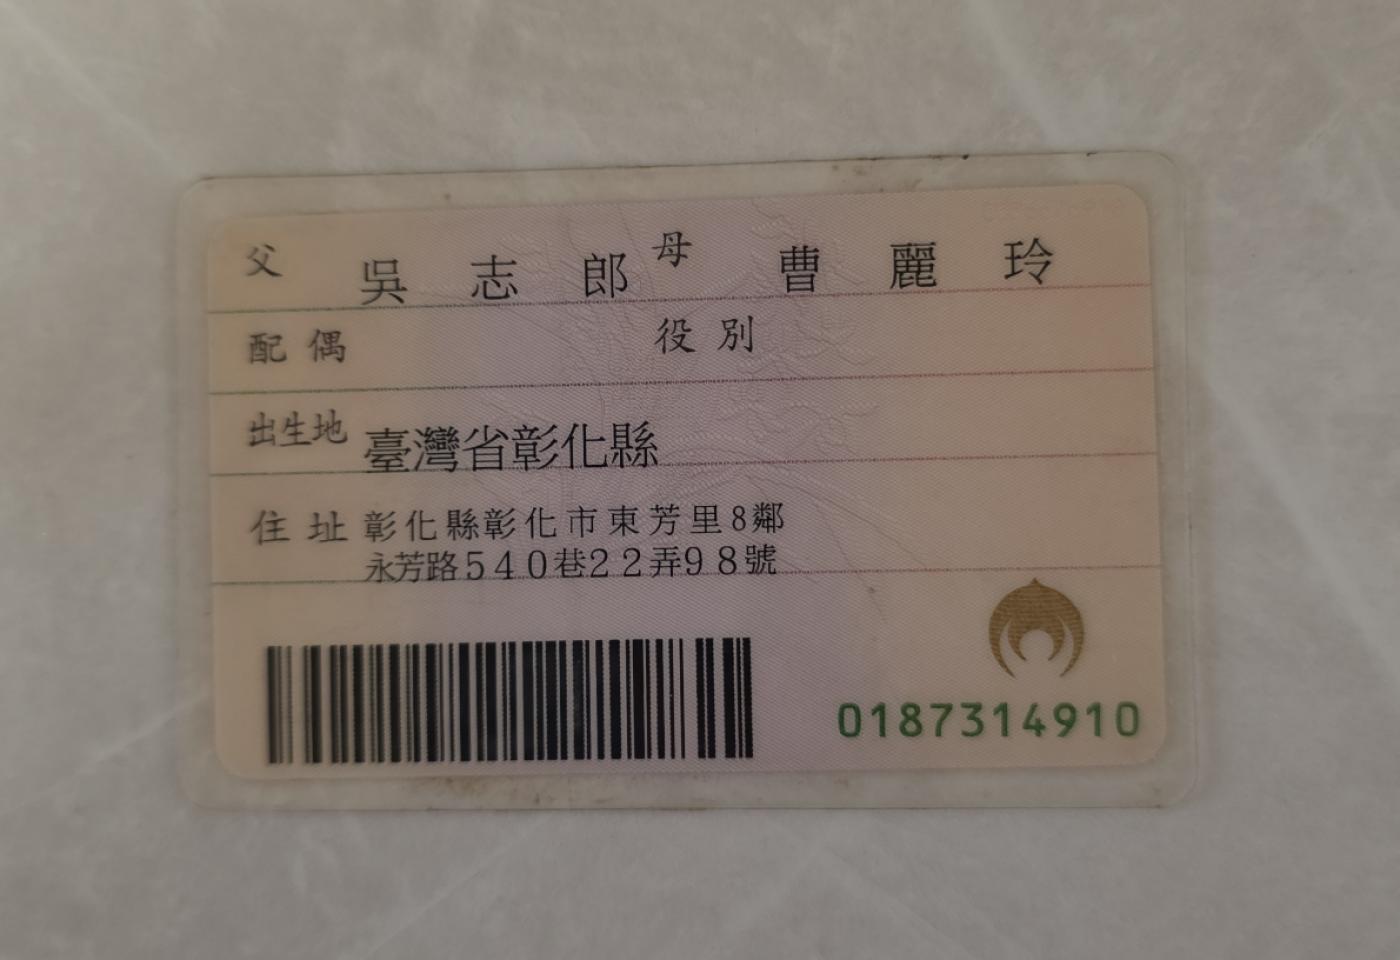 父 吳志郎 母 曹麗玲
配偶 役別
出生地 臺灣省彰化縣
住址 彰化縣彰化市東芳里8鄰
永芳路540巷22弄98號
0187314910